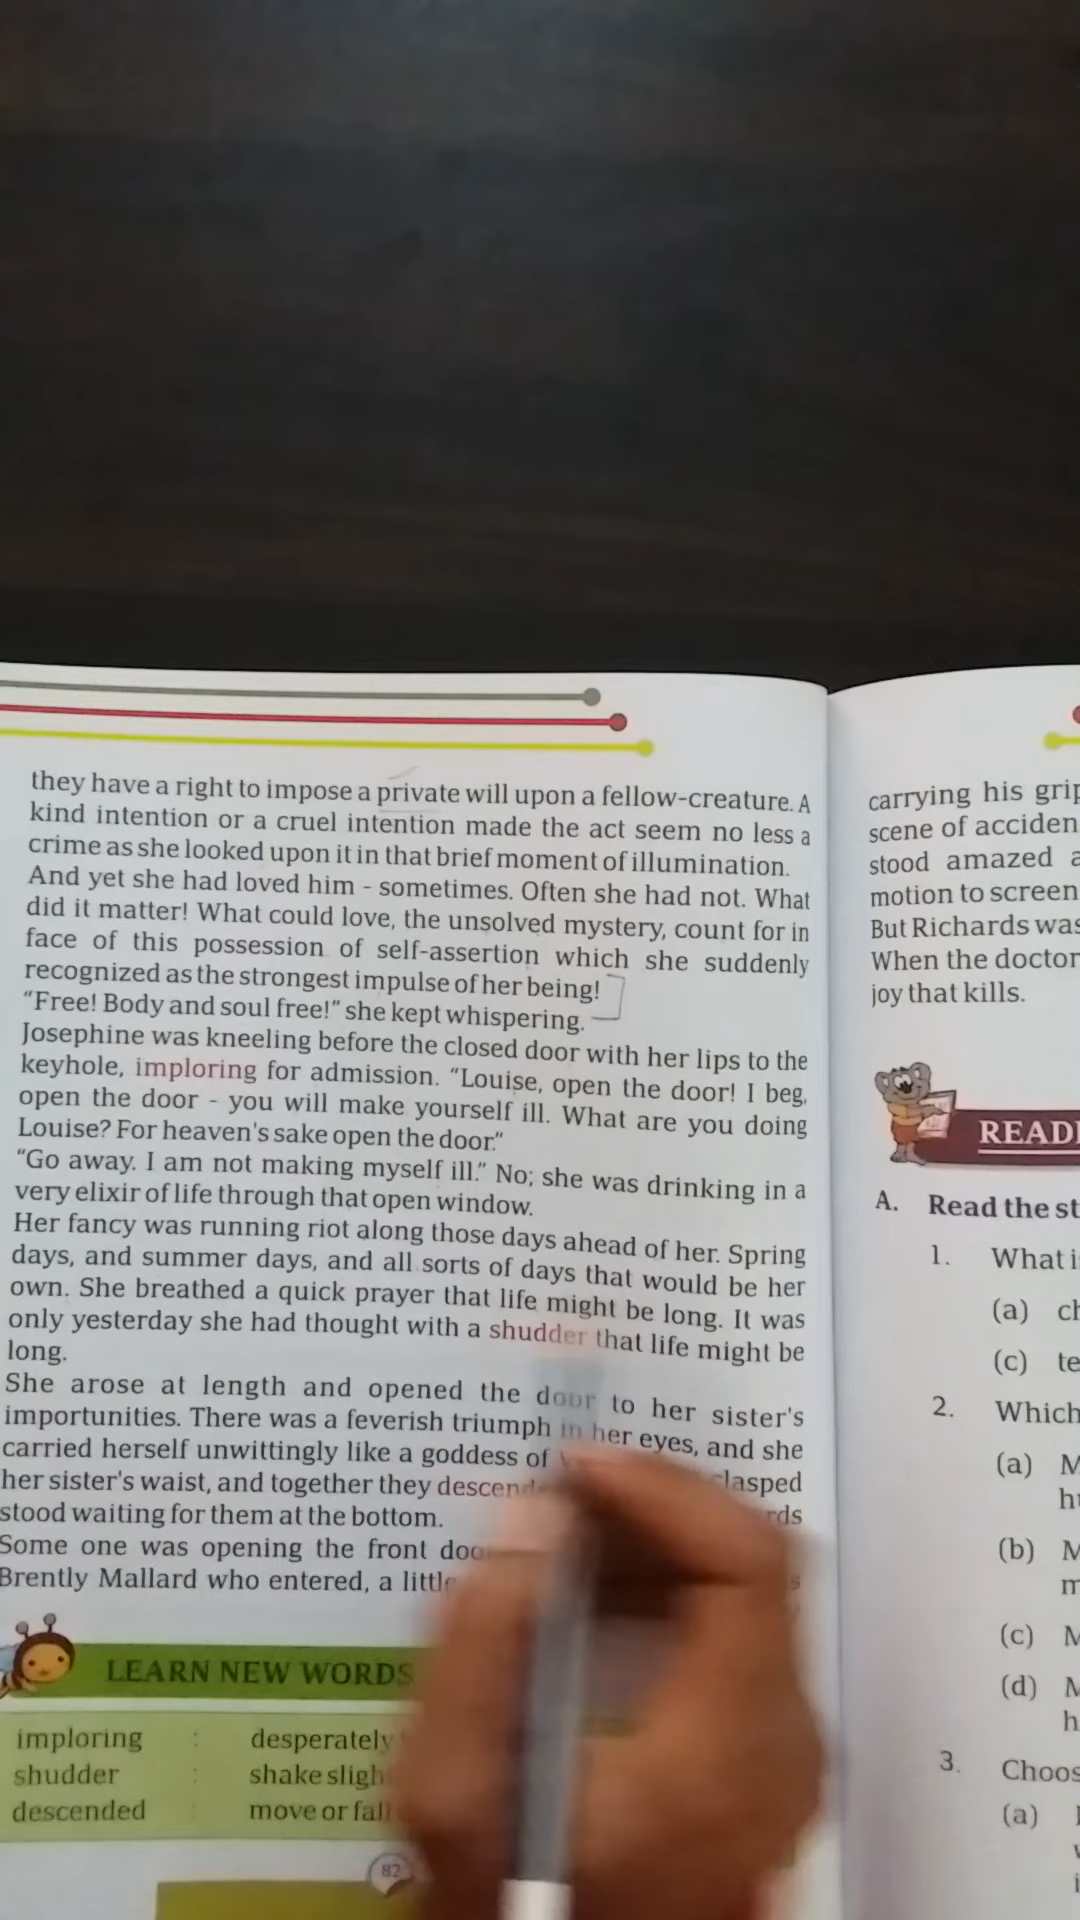 they have a right to impose a private will upon a fellow-creature. A
kind intention or a cruel intention made the act seem no less a
crime as she looked upon it in that brief moment of illumination.
And yet she had loved him - sometimes. Often she had not. What
did it matter! What could love, the unsolved mystery, count for in
face of this possession of self-assertion which she suddenly
recognized as the strongest impulse of her being!
"Free! Body and soul free!" she kept whispering.
Josephine was kneeling before the closed door with her lips to the
keyhole, imploring for admission. "Louise, open the door! I beg,
open the door - you will make yourself ill. What are you doing
Louise? For heaven's sake open the door."
"Go away. I am not making myself ill." No; she was drinking in a
very elixir of life through that open window.
Her fancy was running riot along those days ahead of her. Spring
days, and summer days, and all sorts of days that would be her
own. She breathed a quick prayer that life might be long. It was
only yesterday she had thought with a shudder that life might be
long.
She arose at length and opened the door to her sister's
importunities. There was a feverish triumph in her eyes, and she
carried herself unwittingly like a goddess of
her sister's waist, and together they
stood waiting for them at the bottom.
Some one was opening the front
Brently Mallard who entered, a
LEARN NEW WORDS
imploring : desperately
shudder : shake
descended : move or
82
carrying his
scene of
stood amazed
motion to screen
But Richards was
When the doctor
joy that kills.
A. Read the
1. What
(a)
(c)
2. Which
(a)
(b)
(c)
(d)
3.
(a)